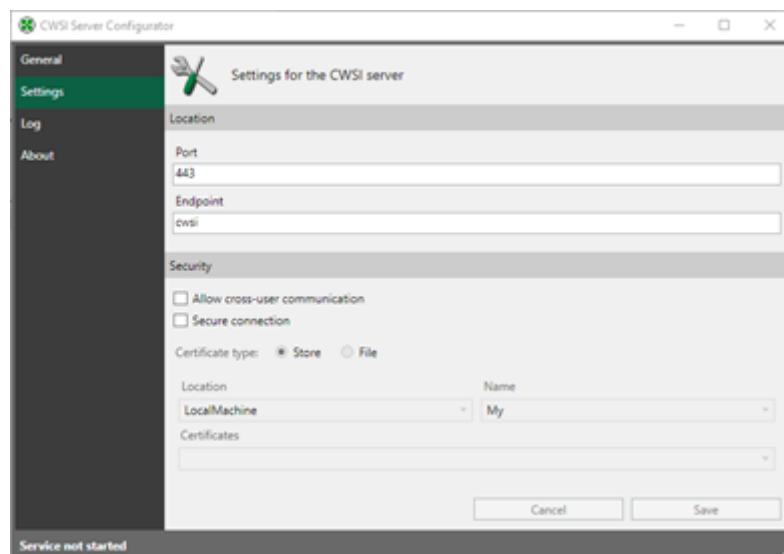 CWSI Server Configurator
General
Settings
Log
About
Settings for the CWSI server
Location
Port
443
Endpoint
cwsi
Security
Allow cross-user communication
Secure connection
Certificate type: Store File
Location Name
LocalMachine My
Certificates
Cancel Save
Service not started